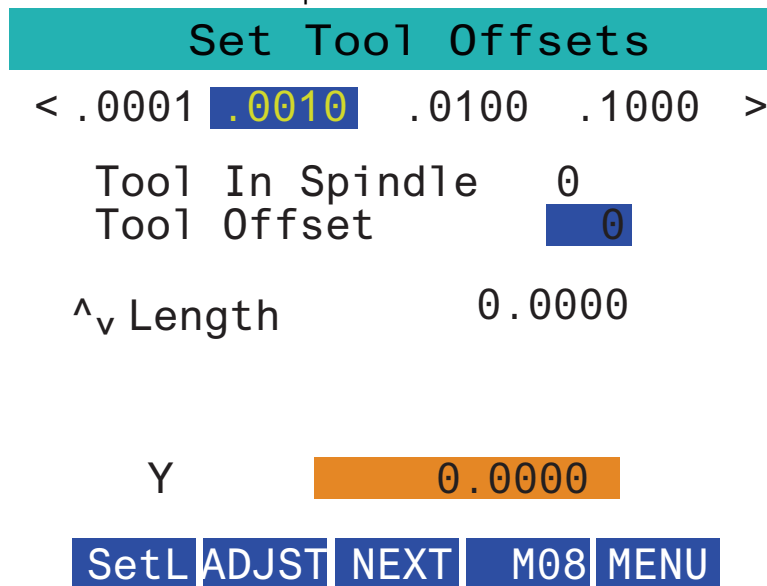 Set Tool Offsets
< .0001 .0010 .0100 .1000 >
Tool In Spindle 0
Tool Offset 0
^v Length 0.0000
Y 0.0000
SetL ADJST NEXT M08 MENU